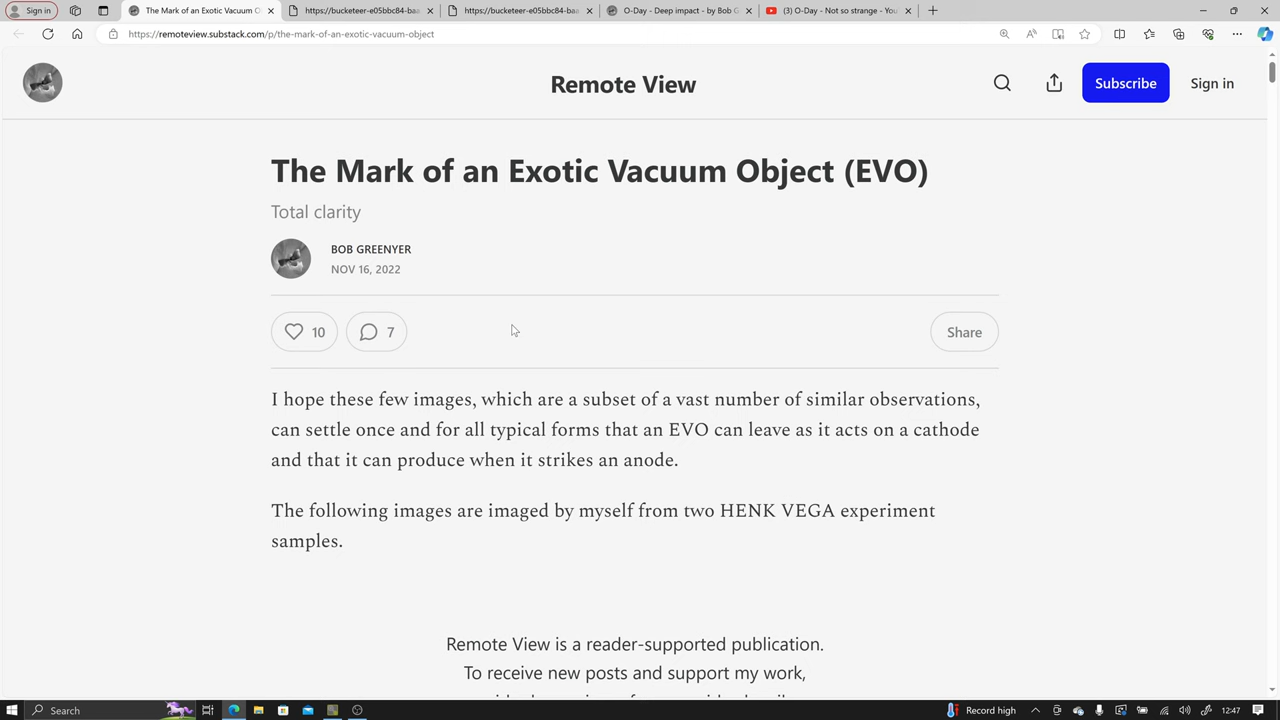 Sign in
The Mark of an Exotic Vacuum O
https://bucketeer-e05bbc84-baa
https://bucketeer-e05bbc84-baa
O-Day - Deep impact - by Bob G
(3) O-Day - Not so strange - You
https://remoteview.substack.com/p/the-mark-of-an-exotic-vacuum-object
Remote View
Subscribe
Sign in
The Mark of an Exotic Vacuum Object (EVO)
Total clarity
BOB GREENYER
NOV 16, 2022
10
7
Share
I hope these few images, which are a subset of a vast number of similar observations,
can settle once and for all typical forms that an EVO can leave as it acts on a cathode
and that it can produce when it strikes an anode.
The following images are imaged by myself from two HENK VEGA experiment
samples.
Remote View is a reader-supported publication.
To receive new posts and support my work,
Search
Record high
12:47